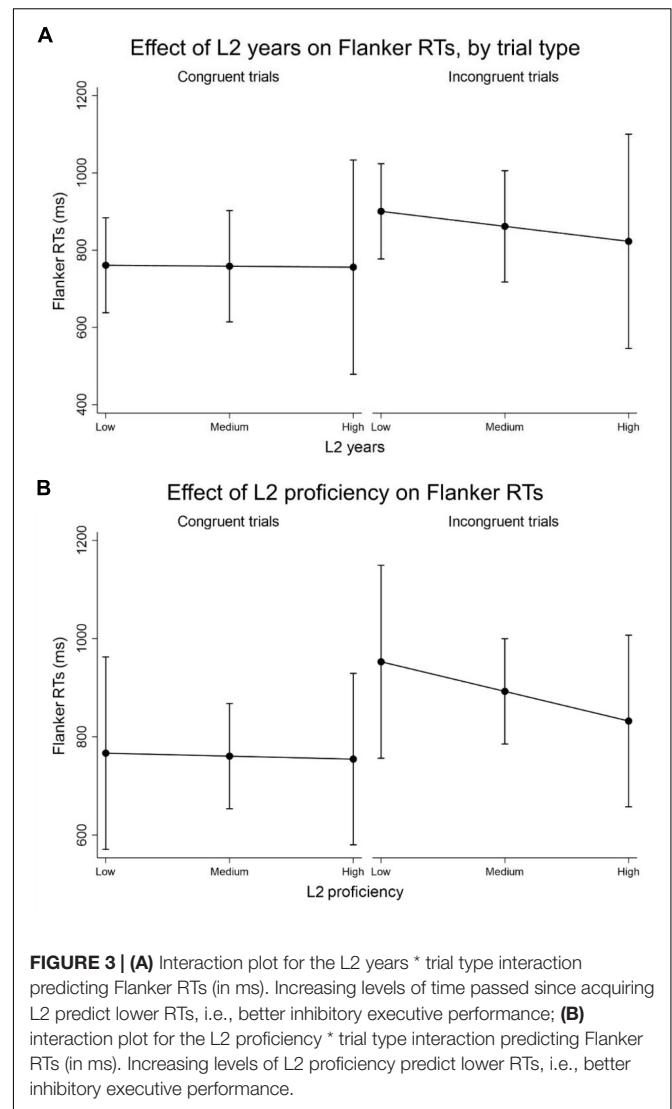 A
Effect of L2 years on Flanker RTs, by trial type
Congruent trials
Incongruent trials
1200
1000
800
600
400
Flanker RTs (ms)
Low
Medium
High
Low
Medium
High
L2 years
B
Effect of L2 proficiency on Flanker RTs
Congruent trials
Incongruent trials
1200
1000
800
600
Flanker RTs (ms)
Low
Medium
High
Low
Medium
High
L2 proficiency
FIGURE 3 | (A) Interaction plot for the L2 years * trial type interaction
predicting Flanker RTs (in ms). Increasing levels of time passed since acquiring
L2 predict lower RTs, i.e., better inhibitory executive performance; (B)
interaction plot for the L2 proficiency * trial type interaction predicting Flanker
RTs (in ms). Increasing levels of L2 proficiency predict lower RTs, i.e., better
inhibitory executive performance.